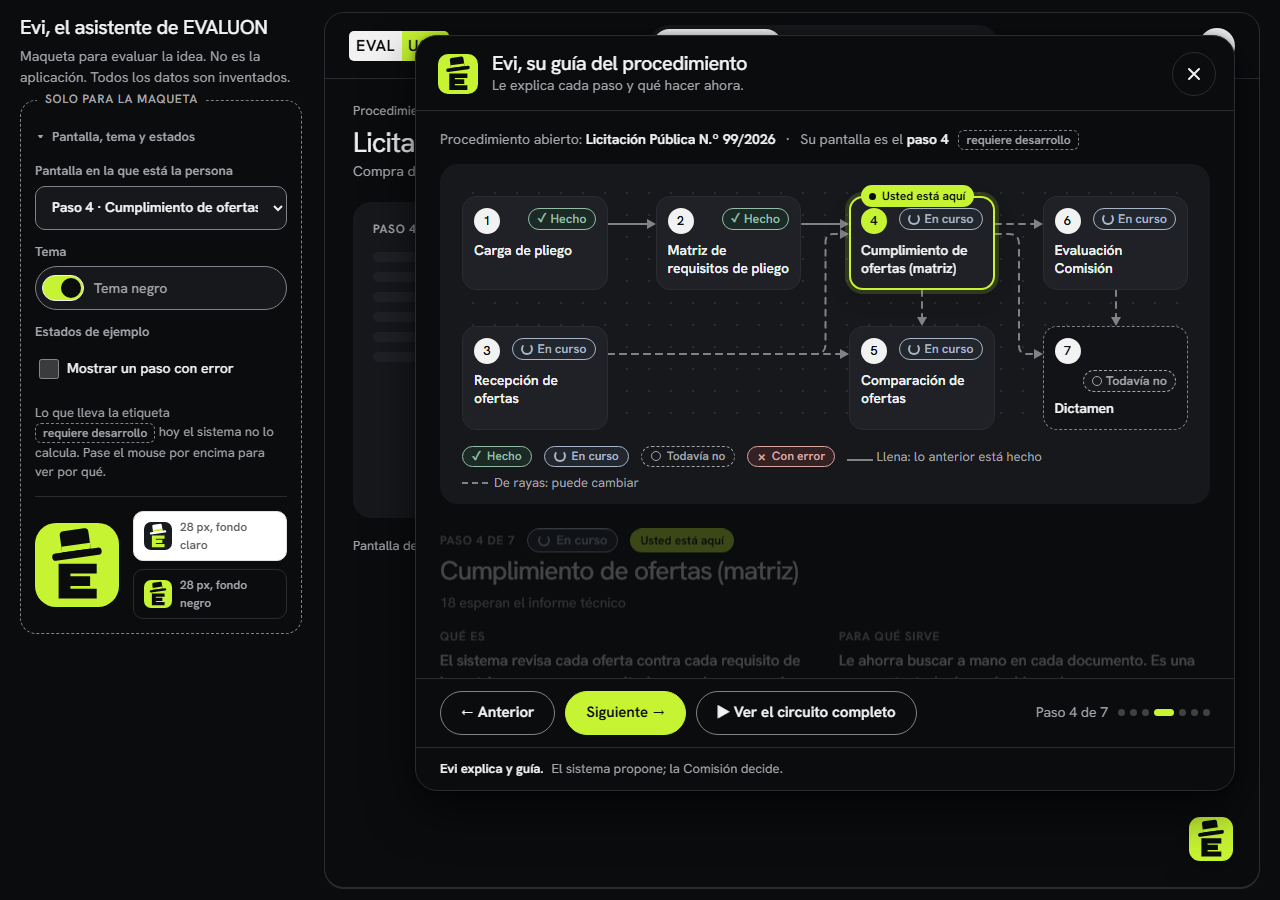 Evi, el asistente de EVALUON
Maqueta para evaluar la idea. No es la
aplicación. Todos los datos son inventados.
SOLO PARA LA MAQUETA
Pantalla, tema y estados
Pantalla en la que está la persona
Paso 4 · Cumplimiento de ofertas
Tema
Tema negro
Estados de ejemplo
Mostrar un paso con error
Lo que lleva la etiqueta
requiere desarrollo hoy el sistema no lo
calcula. Pase el mouse por encima para
ver por qué.
28 px, fondo
claro
28 px, fondo
negro
EVAL U
Procedimie
Licita
Compra d
PASO 4
Pantalla de
Evi, su guía del procedimiento
Le explica cada paso y qué hacer ahora.
Procedimiento abierto: Licitación Pública N.º 99/2026 · Su pantalla es el paso 4 requiere desarrollo
Usted está aquí
1 ✓ Hecho
Carga de pliego
2 ✓ Hecho
Matriz de
requisitos de pliego
4 En curso
Cumplimiento de
ofertas (matriz)
6 En curso
Evaluación
Comisión
3 En curso
Recepción de
ofertas
5 En curso
Comparación de
ofertas
7
Todavía no
Dictamen
✓ Hecho En curso Todavía no × Con error Llena: lo anterior está hecho
De rayas: puede cambiar
PASO 4 DE 7 En curso Usted está aquí
Cumplimiento de ofertas (matriz)
18 esperan el informe técnico
QUÉ ES
El sistema revisa cada oferta contra cada requisito de
PARA QUÉ SIRVE
Le ahorra buscar a mano en cada documento. Es una
← Anterior
Siguiente →
▶ Ver el circuito completo
Paso 4 de 7
Evi explica y guía. El sistema propone; la Comisión decide.